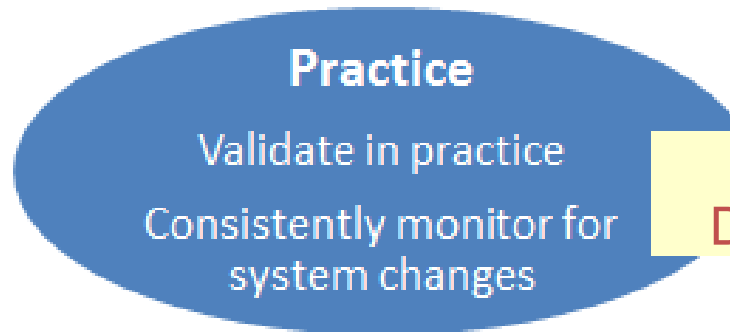 Practice
Validate in practice
Consistently monitor for
system changes